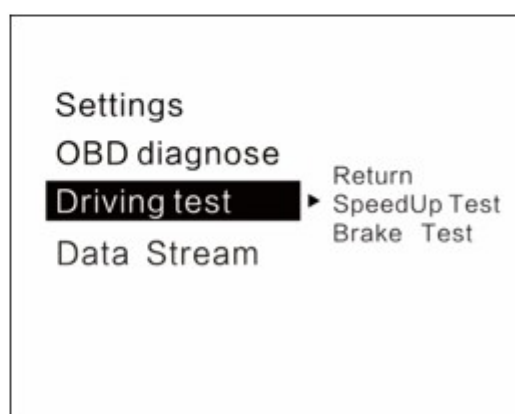 Settings
OBD diagnose
Driving test
Data Stream
Return
SpeedUp Test
Brake Test